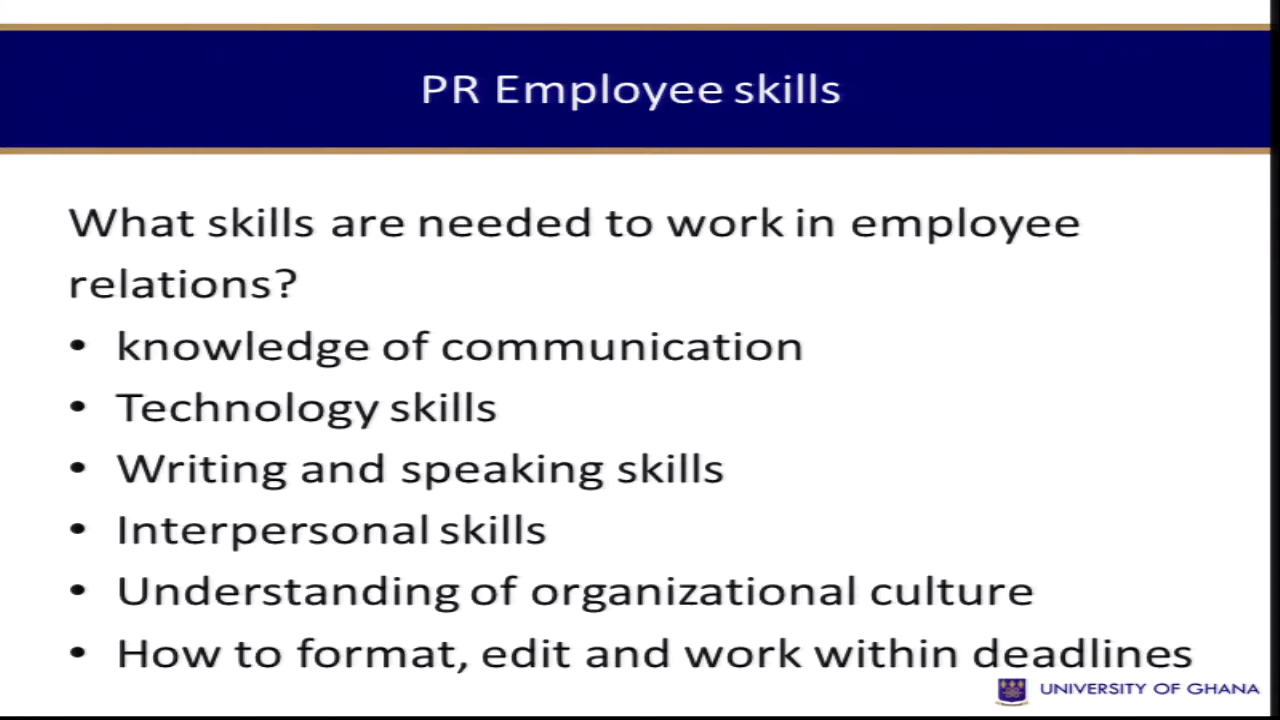 PR Employee skills
What skills are needed to work in employee
relations?
• knowledge of communication
• Technology skills
• Writing and speaking skills
• Interpersonal skills
• Understanding of organizational culture
• How to format, edit and work within deadlines
UNIVERSITY OF GHANA